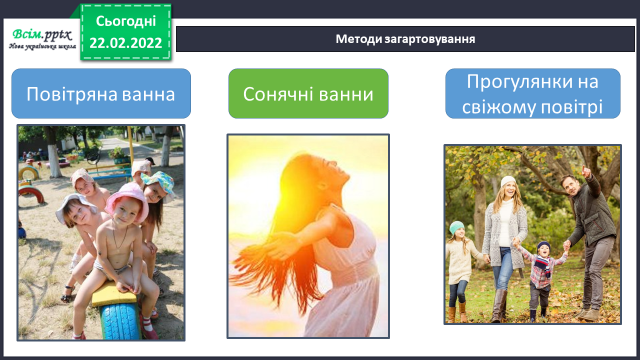 Всім.pptx
Нова українська школа
Сьогодні
22.02.2022
Методи загартовування
Повітряна ванна
Сонячні ванни
Прогулянки на
свіжому повітрі